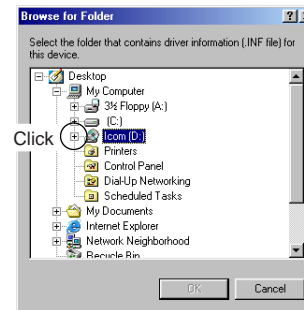 Browse for Folder
Select the folder that contains driver information (.INF file) for
this device.
Desktop
My Computer
3½ Floppy (A:)
(C:)
Click
Icom (D:)
Printers
Control Panel
Dial-Up Networking
Scheduled Tasks
My Documents
Internet Explorer
Network Neighborhood
Recycle Bin
OK
Cancel